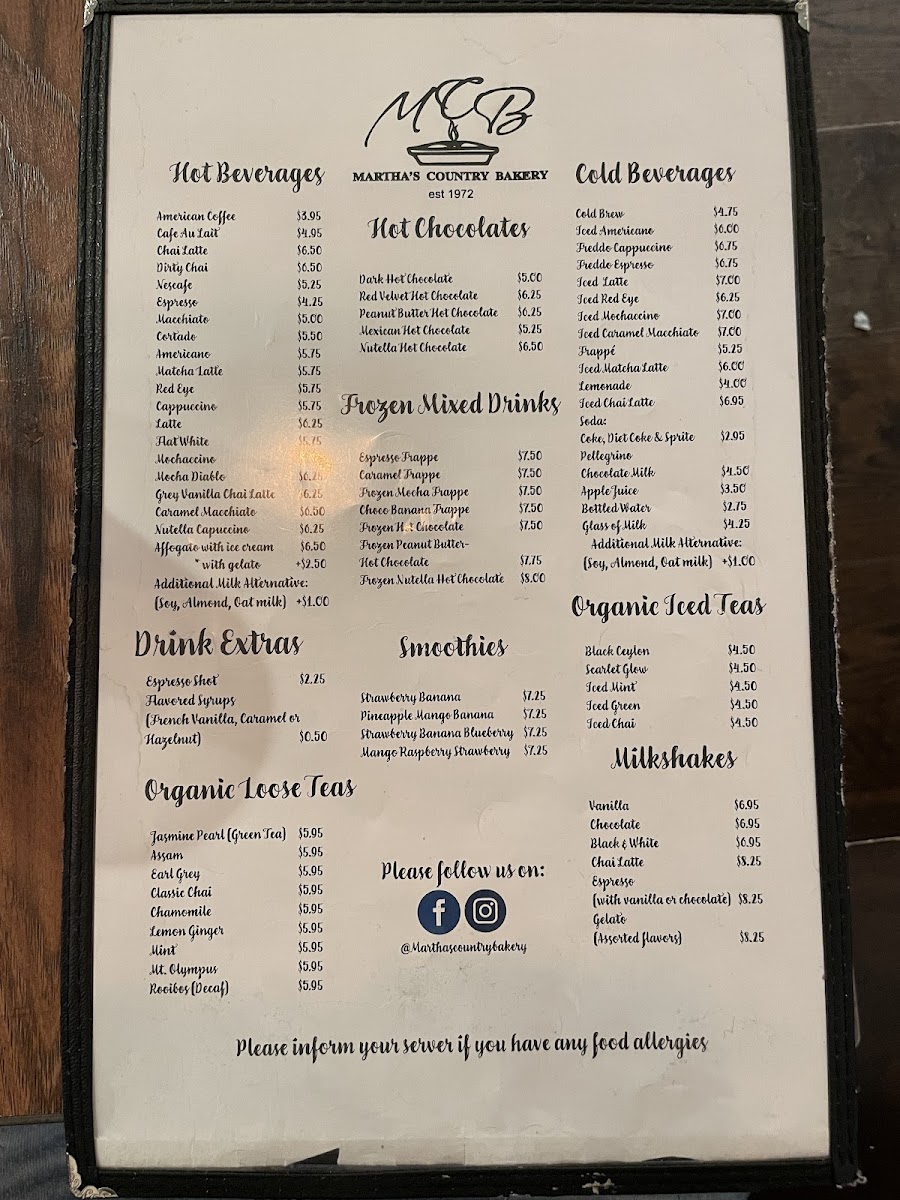 MCB
MARTHA'S COUNTRY BAKERY
est 1972
Hot Beverages
American Coffee $3.95
Cafe Au Lait $4.95
Chai Latte $6.50
Dirty Chai $6.50
Nescafe $5.25
Espresso $4.25
Macchiato $5.00
Cortado $5.50
Americano $5.75
Matcha Latte $5.75
Red Eye $5.75
Cappuccino $5.75
Latte $6.25
Flat White $5.75
Mochaccino
Mocha Diablo $6.25
Grey Vanilla Chai Latte $6.25
Caramel Macchiato $6.50
Nutella Capuccino $6.25
Affogato with ice cream $6.50
* with gelato +$2.50
Additional Milk Alternative:
(Soy, Almond, Oat milk) +$1.00
Drink Extras
Espresso Shot $2.25
Flavored Syrups
(French Vanilla, Caramel or
Hazelnut) $0.50
Organic Loose Teas
Jasmine Pearl (Green Tea) $5.95
Assam $5.95
Earl Grey $5.95
Classic Chai $5.95
Chamomile $5.95
Lemon Ginger $5.95
Mint $5.95
Mt. Olympus $5.95
Rooibos (Decaf) $5.95
Hot Chocolates
Dark Hot Chocolate $5.00
Red Velvet Hot Chocolate $6.25
Peanut Butter Hot Chocolate $6.25
Mexican Hot Chocolate $5.25
Nutella Hot Chocolate $6.50
Frozen Mixed Drinks
Espresso Frappe $7.50
Caramel Frappe $7.50
Frozen Mocha Frappe $7.50
Choco Banana Frappe $7.50
Frozen Hot Chocolate $7.50
Frozen Peanut Butter-
Hot Chocolate $7.75
Frozen Nutella Hot Chocolate $8.00
Smoothies
Strawberry Banana $7.25
Pineapple Mango Banana $7.25
Strawberry Banana Blueberry $7.25
Mango Raspberry Strawberry $7.25
Please follow us on:
@Marthascountrybakery
Cold Beverages
Cold Brew $4.75
Iced Americano $6.00
Freddo Cappuccino $6.75
Freddo Espresso $6.75
Iced Latte $7.00
Iced Red Eye $6.25
Iced Mochaccino $7.00
Iced Caramel Macchiato $7.00
Frappé $5.25
Iced Matcha Latte $6.00
Lemonade $4.00
Iced Chai Latte $6.95
Soda:
Coke, Diet Coke & Sprite $2.95
Pellegrino
Chocolate Milk $4.50
Apple Juice $3.50
Bottled Water $2.75
Glass of Milk $4.25
Additional Milk Alternative:
(Soy, Almond, Oat milk) +$1.00
Organic Iced Teas
Black Ceylon $4.50
Scarlet Glow $4.50
Iced Mint $4.50
Iced Green $4.50
Iced Chai $4.50
Milkshakes
Vanilla $6.95
Chocolate $6.95
Black & White $6.95
Chai Latte $8.25
Espresso
(with vanilla or chocolate) $8.25
Gelato
(Assorted flavors) $8.25
Please inform your server if you have any food allergies